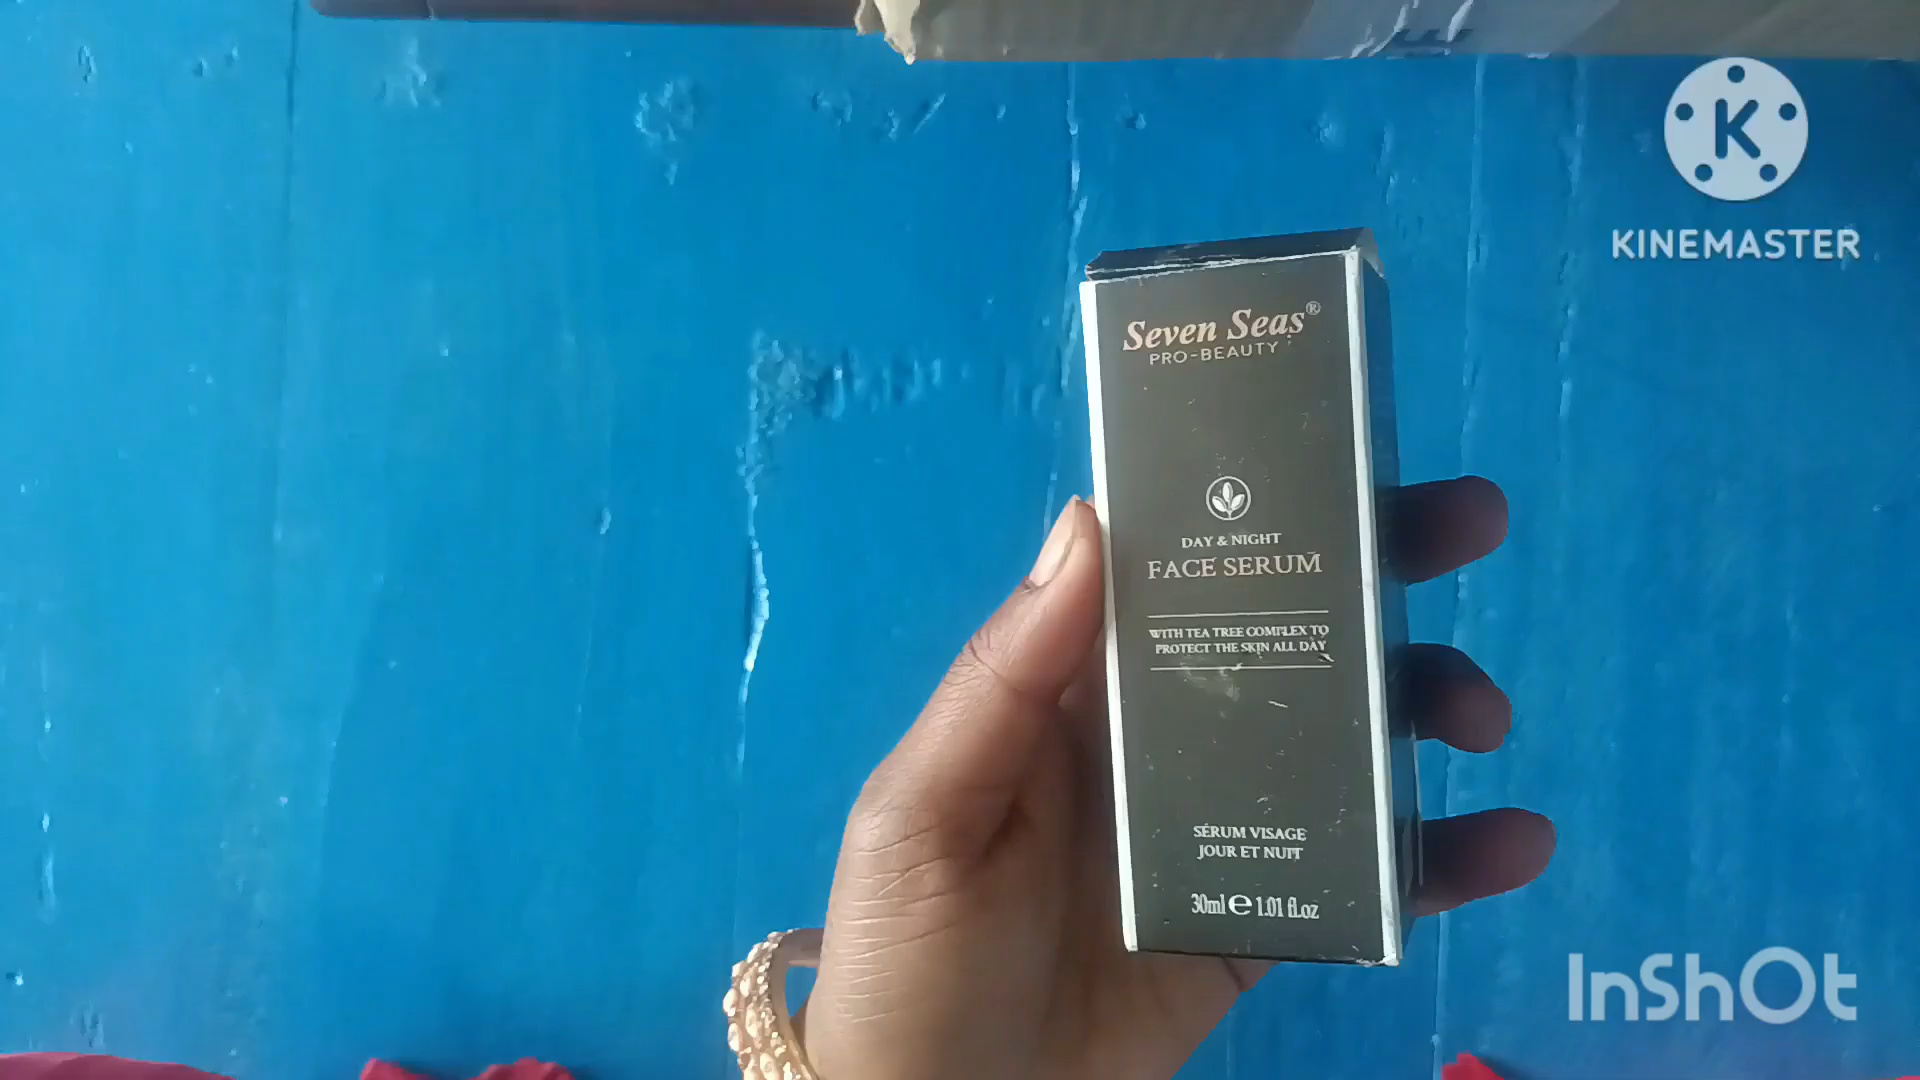 Seven Seas®
PRO-BEAUTY
DAY & NIGHT
FACE SERUM
WITH TEA TREE COMPLEX TO
PROTECT THE SKIN ALL DAY
SÉRUM VISAGE
JOUR ET NUIT
30ml ℮ 1.01 fl.oz
K
KINEMASTER
InShOt